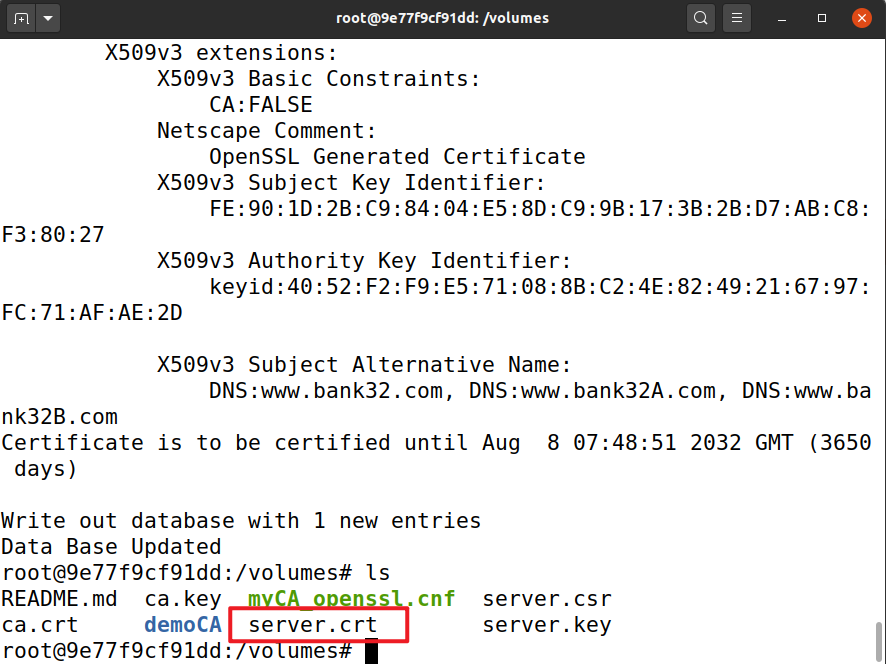 root@9e77f9cf91dd: /volumes
X509v3 extensions:
X509v3 Basic Constraints:
CA:FALSE
Netscape Comment:
OpenSSL Generated Certificate
X509v3 Subject Key Identifier:
FE:90:1D:2B:C9:84:04:E5:8D:C9:9B:17:3B:2B:D7:AB:C8:
F3:80:27
X509v3 Authority Key Identifier:
keyid:40:52:F2:F9:E5:71:08:8B:C2:4E:82:49:21:67:97:
FC:71:AF:AE:2D
X509v3 Subject Alternative Name:
DNS:www.bank32.com, DNS:www.bank32A.com, DNS:www.ba
nk32B.com
Certificate is to be certified until Aug  8 07:48:51 2032 GMT (3650
 days)
Write out database with 1 new entries
Data Base Updated
root@9e77f9cf91dd:/volumes# ls
README.md  ca.key  myCA_openssl.cnf  server.csr
ca.crt     demoCA  server.crt        server.key
root@9e77f9cf91dd:/volumes#